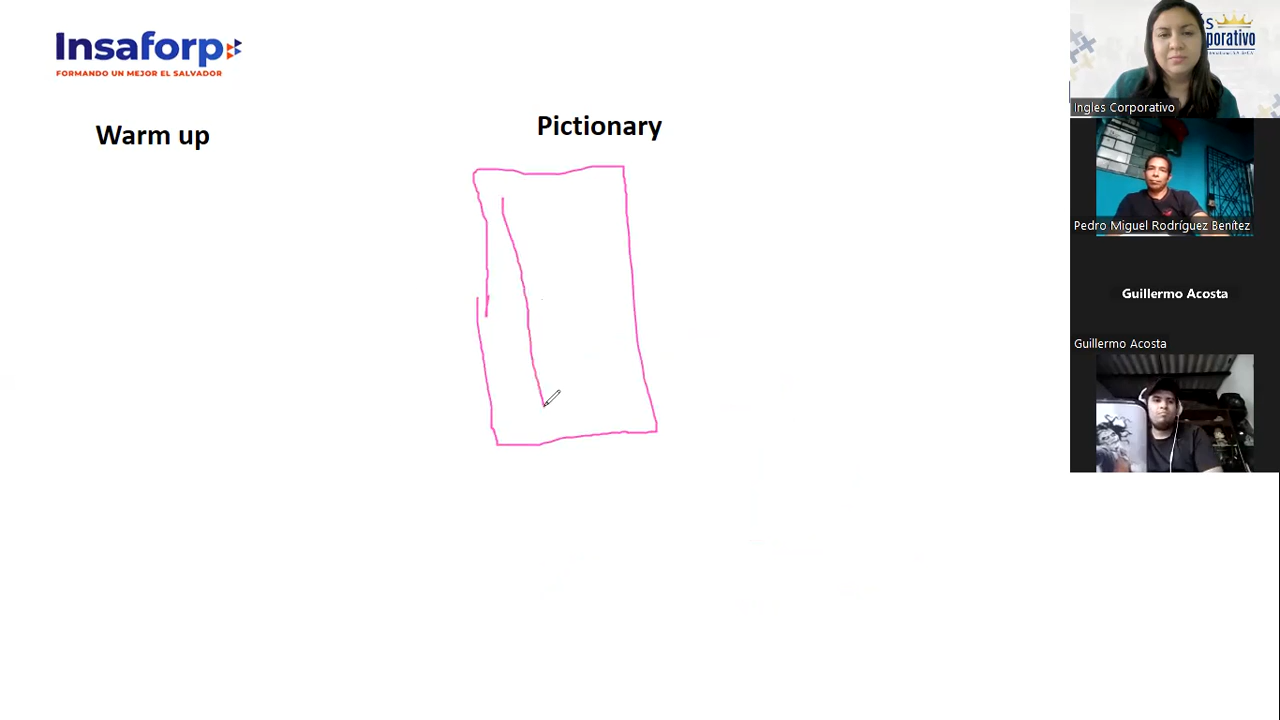 Insaforp
FORMANDO UN MEJOR EL SALVADOR
Warm up
Pictionary
porativo
Ingles Corporativo
Pedro Miguel Rodríguez Benítez
Guillermo Acosta
Guillermo Acosta